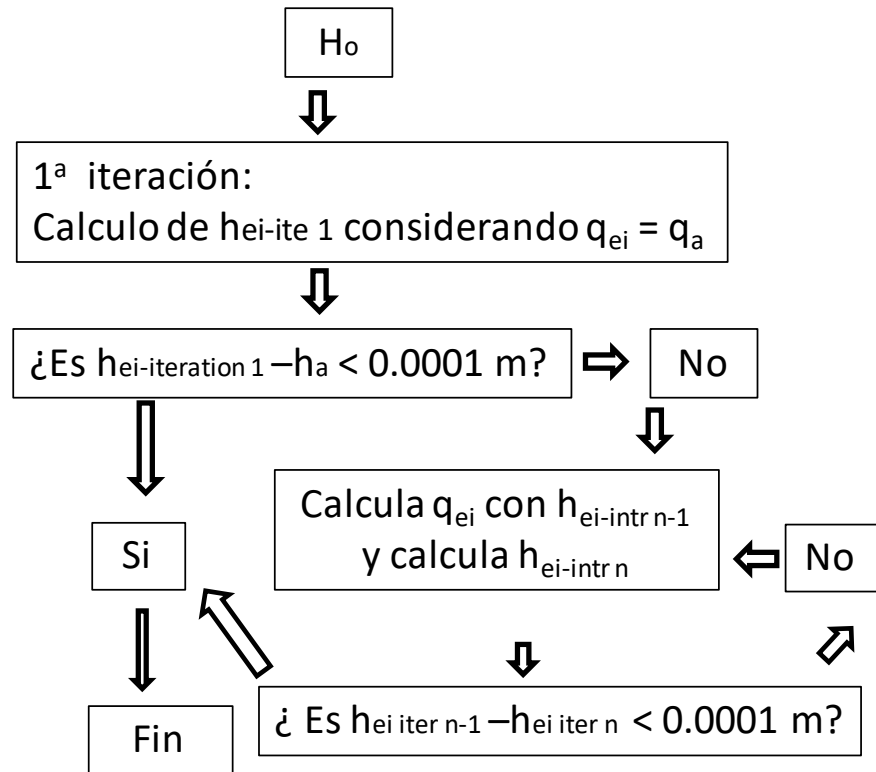 Ho
1ª iteración:
Calculo de hei-ite 1 considerando qei = qa
¿Es hei-iteration 1 –ha < 0.0001 m?
No
Calcula qei con hei-intr n-1
y calcula hei-intr n
Si
No
¿ Es hei iter n-1 –hei iter n < 0.0001 m?
Fin